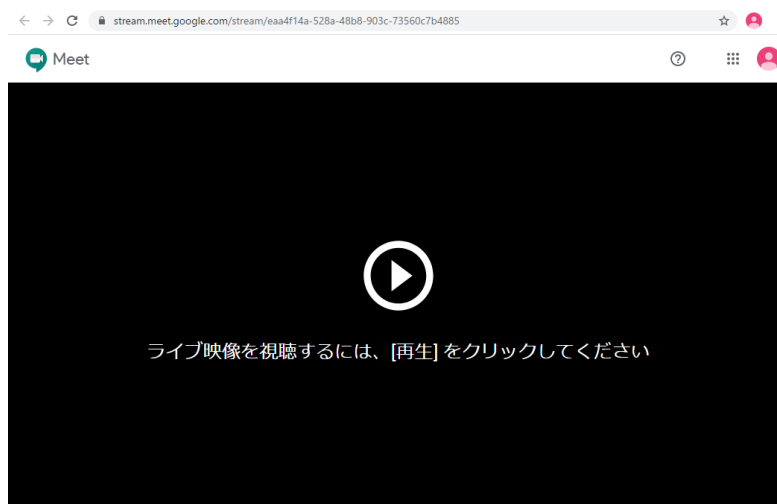 stream.meet.google.com/stream/eaa4f14a-528a-48b8-903c-73560c7b4885
Meet
ライブ映像を視聴するには、[再生] をクリックしてください